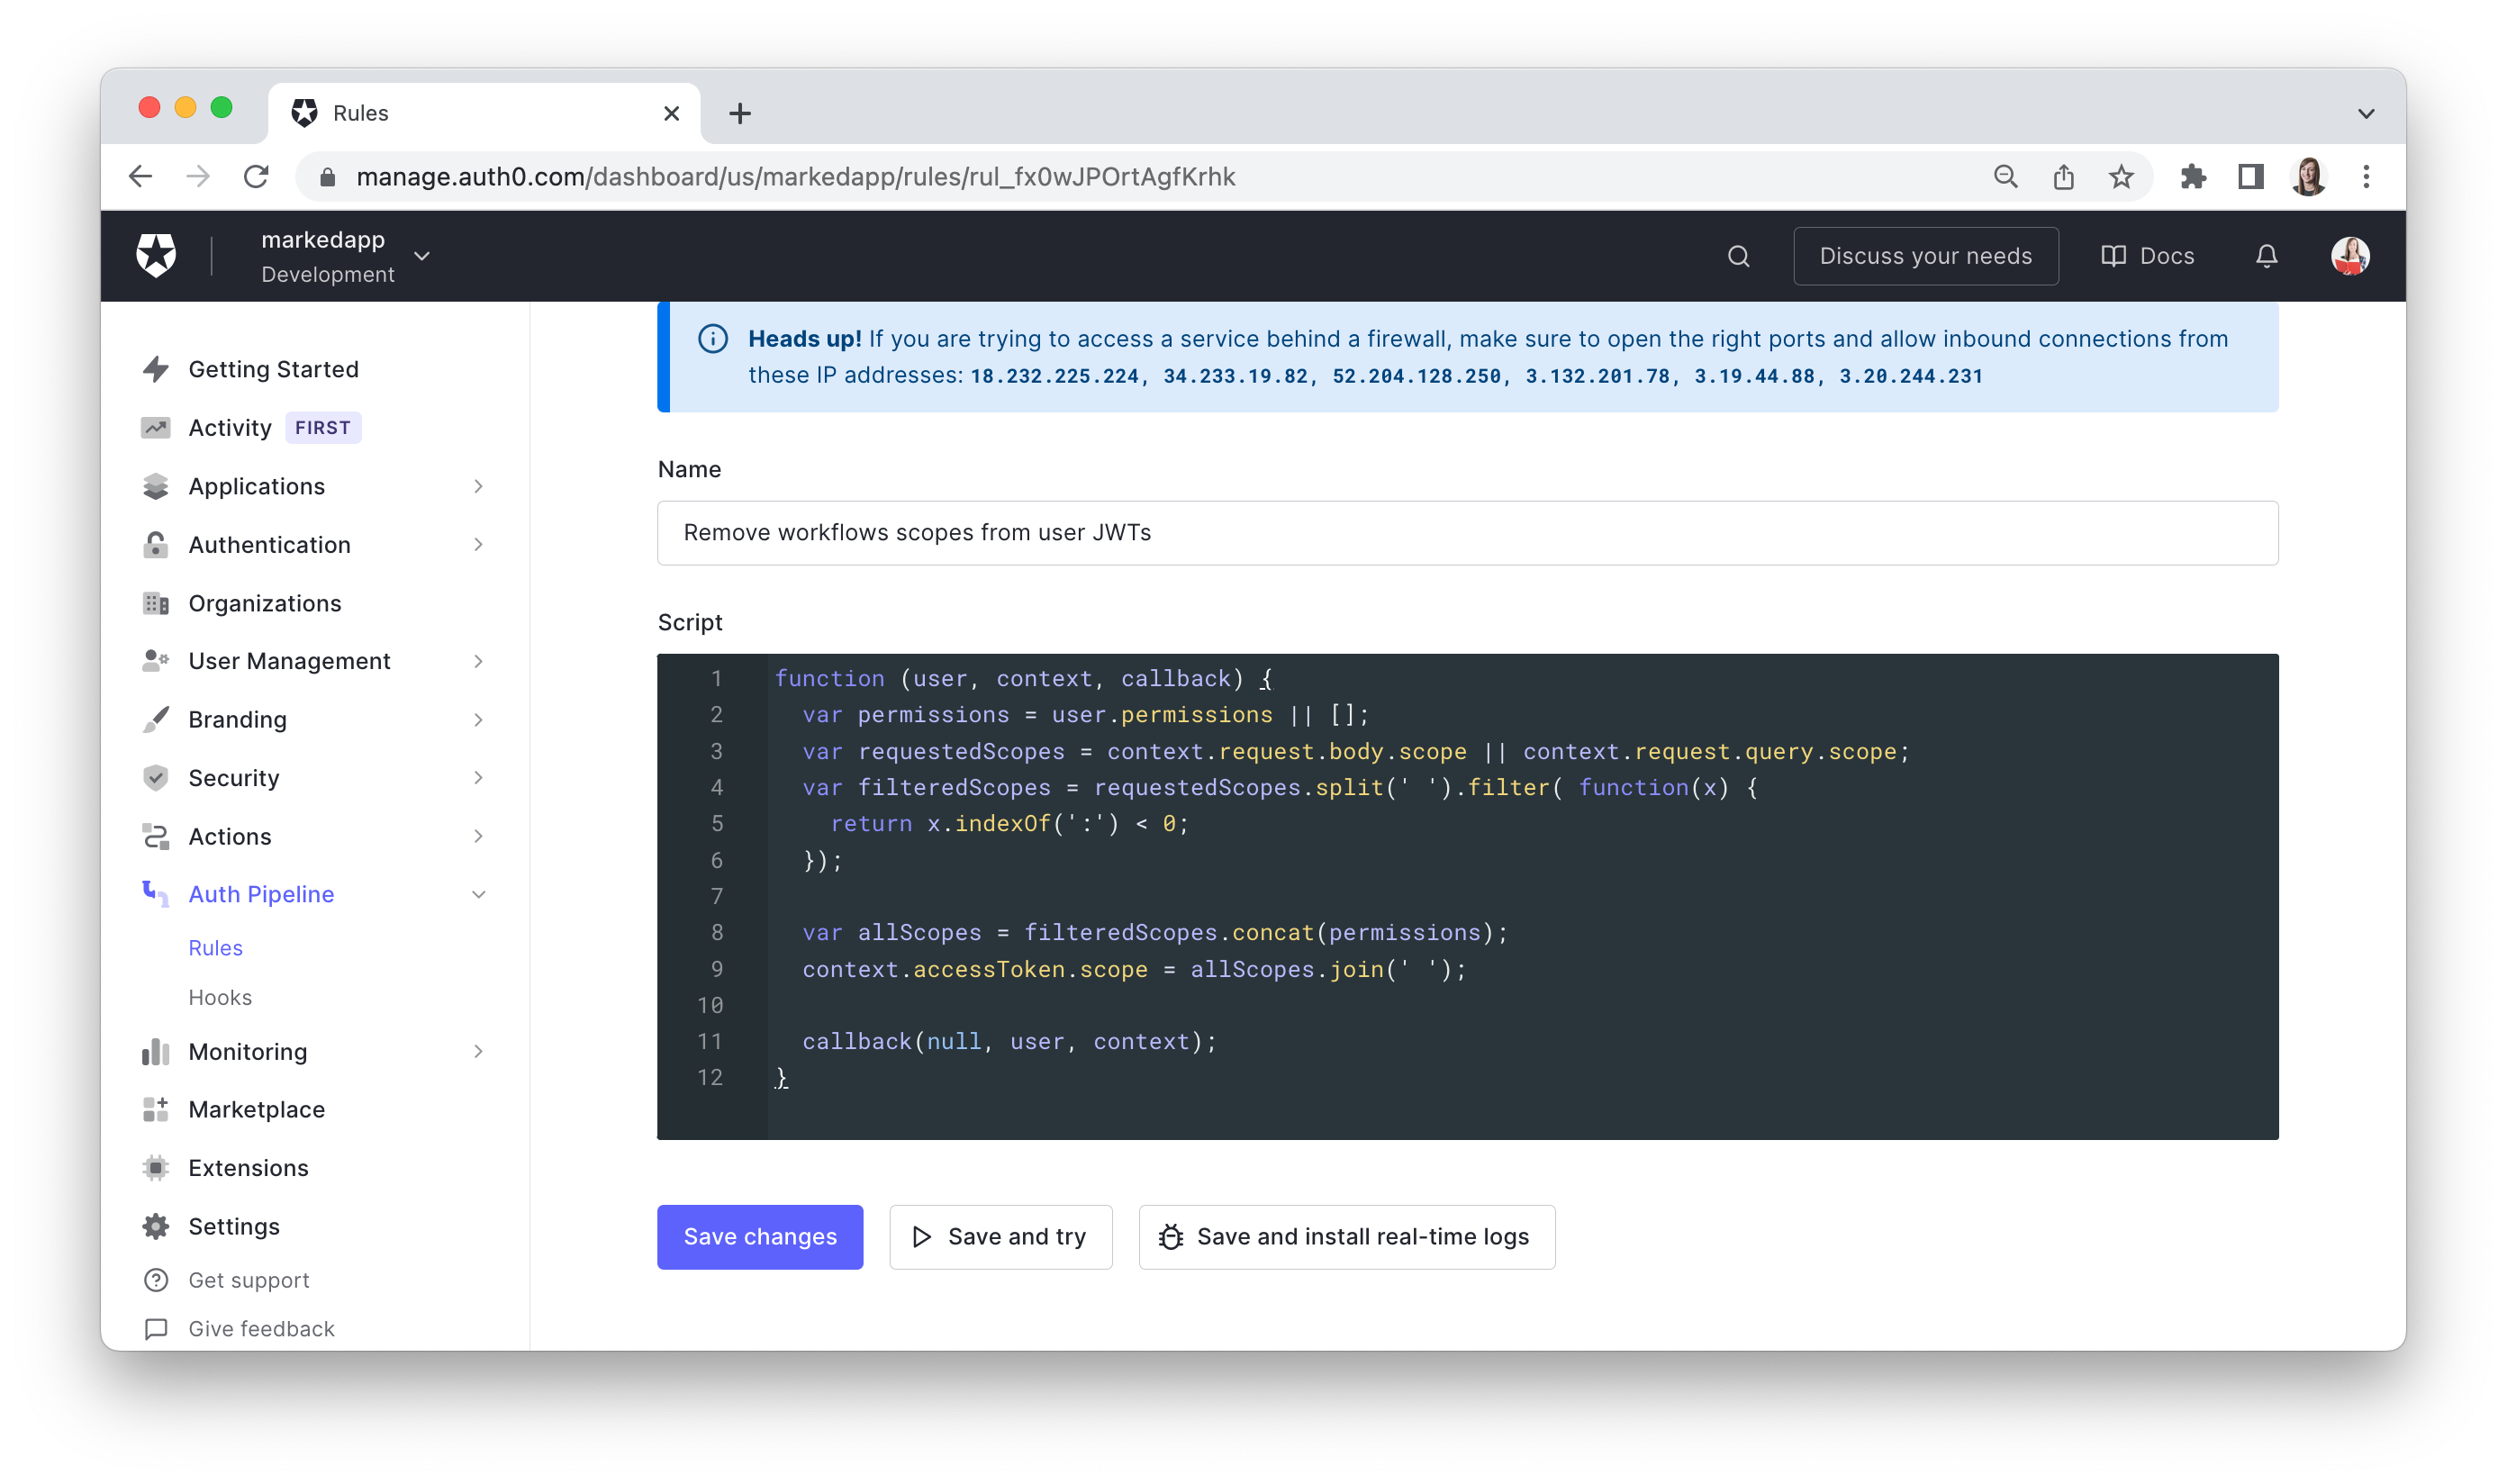 Rules
manage.auth0.com/dashboard/us/markedapp/rules/rul_fx0wJPOrtAgfKrhk
markedapp
Development
Discuss your needs
Docs
Getting Started
Activity FIRST
Applications
Authentication
Organizations
User Management
Branding
Security
Actions
Auth Pipeline
Rules
Hooks
Monitoring
Marketplace
Extensions
Settings
Get support
Give feedback
Heads up! If you are trying to access a service behind a firewall, make sure to open the right ports and allow inbound connections from
these IP addresses: 18.232.225.224, 34.233.19.82, 52.204.128.250, 3.132.201.78, 3.19.44.88, 3.20.244.231
Name
Remove workflows scopes from user JWTs
Script
1 function (user, context, callback) {
2   var permissions = user.permissions || [];
3   var requestedScopes = context.request.body.scope || context.request.query.scope;
4   var filteredScopes = requestedScopes.split(' ').filter( function(x) {
5     return x.indexOf(':') < 0;
6   });
7
8   var allScopes = filteredScopes.concat(permissions);
9   context.accessToken.scope = allScopes.join(' ');
10
11   callback(null, user, context);
12 }
Save changes
Save and try
Save and install real-time logs